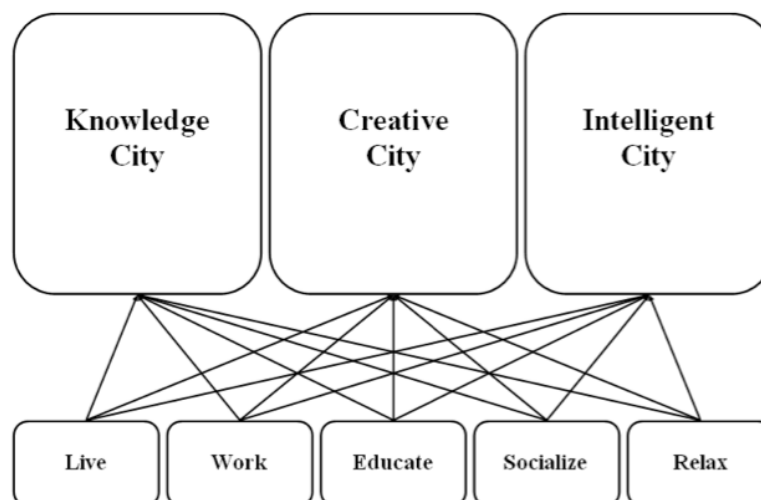 Knowledge
City
Creative
City
Intelligent
City
Live
Work
Educate
Socialize
Relax